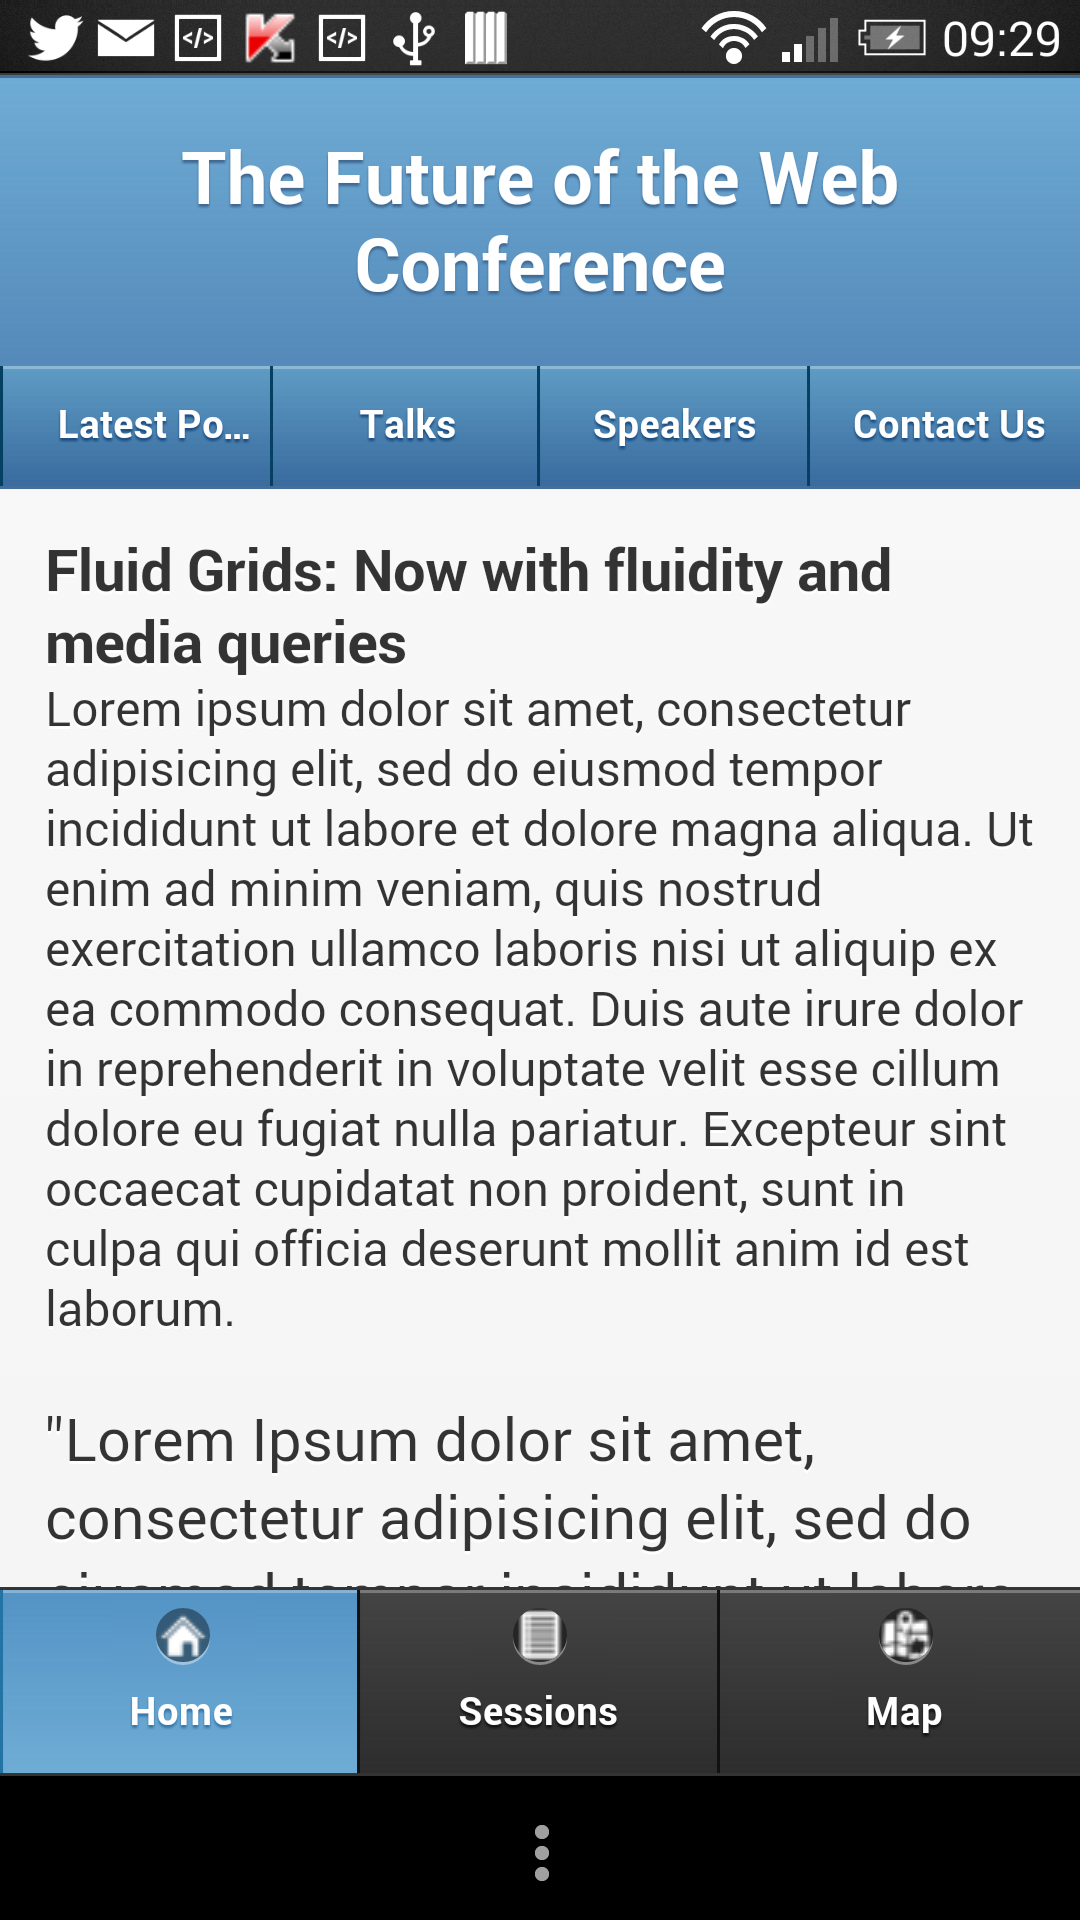 09:29
The Future of the Web
Conference
Latest Po... Talks Speakers Contact Us
Fluid Grids: Now with fluidity and
media queries
Lorem ipsum dolor sit amet, consectetur
adipisicing elit, sed do eiusmod tempor
incididunt ut labore et dolore magna aliqua. Ut
enim ad minim veniam, quis nostrud
exercitation ullamco laboris nisi ut aliquip ex
ea commodo consequat. Duis aute irure dolor
in reprehenderit in voluptate velit esse cillum
dolore eu fugiat nulla pariatur. Excepteur sint
occaecat cupidatat non proident, sunt in
culpa qui officia deserunt mollit anim id est
laborum.
"Lorem Ipsum dolor sit amet,
consectetur adipisicing elit, sed do
eiusmod tempor incididunt ut labore
Home Sessions Map